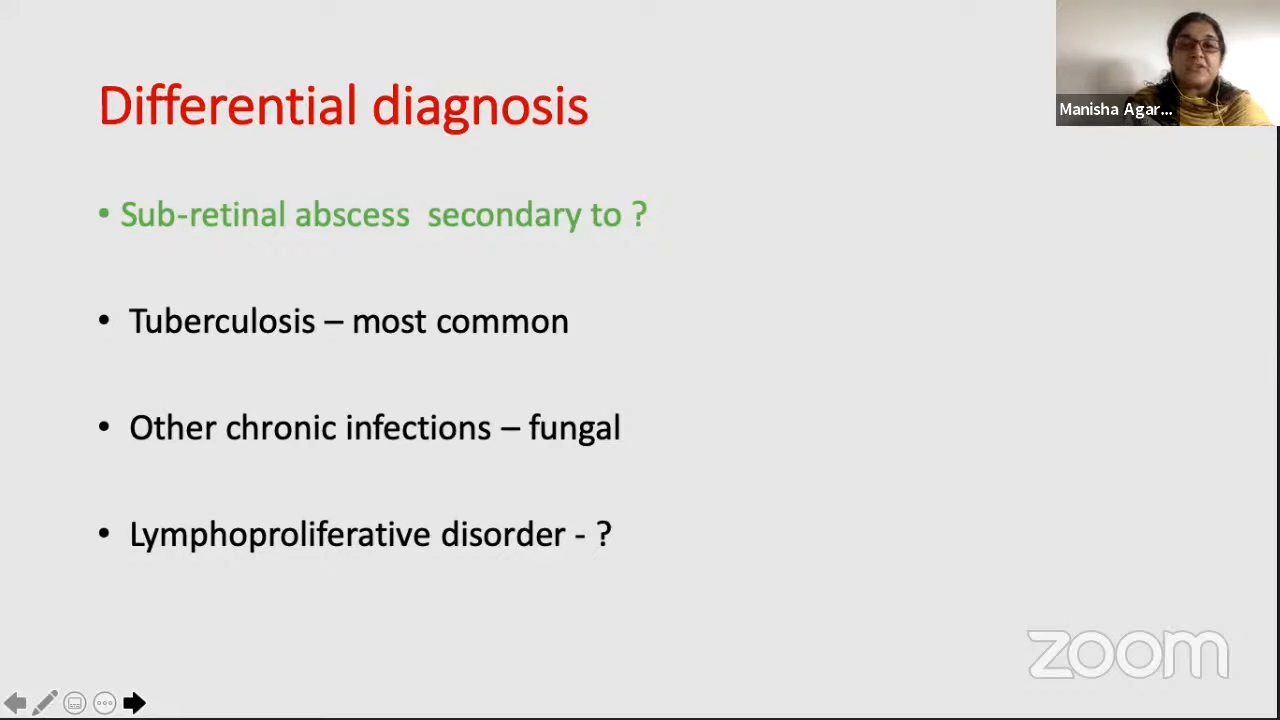 Differential diagnosis
Manisha Agar...
• Sub-retinal abscess secondary to ?
• Tuberculosis – most common
• Other chronic infections – fungal
• Lymphoproliferative disorder - ?
zoom